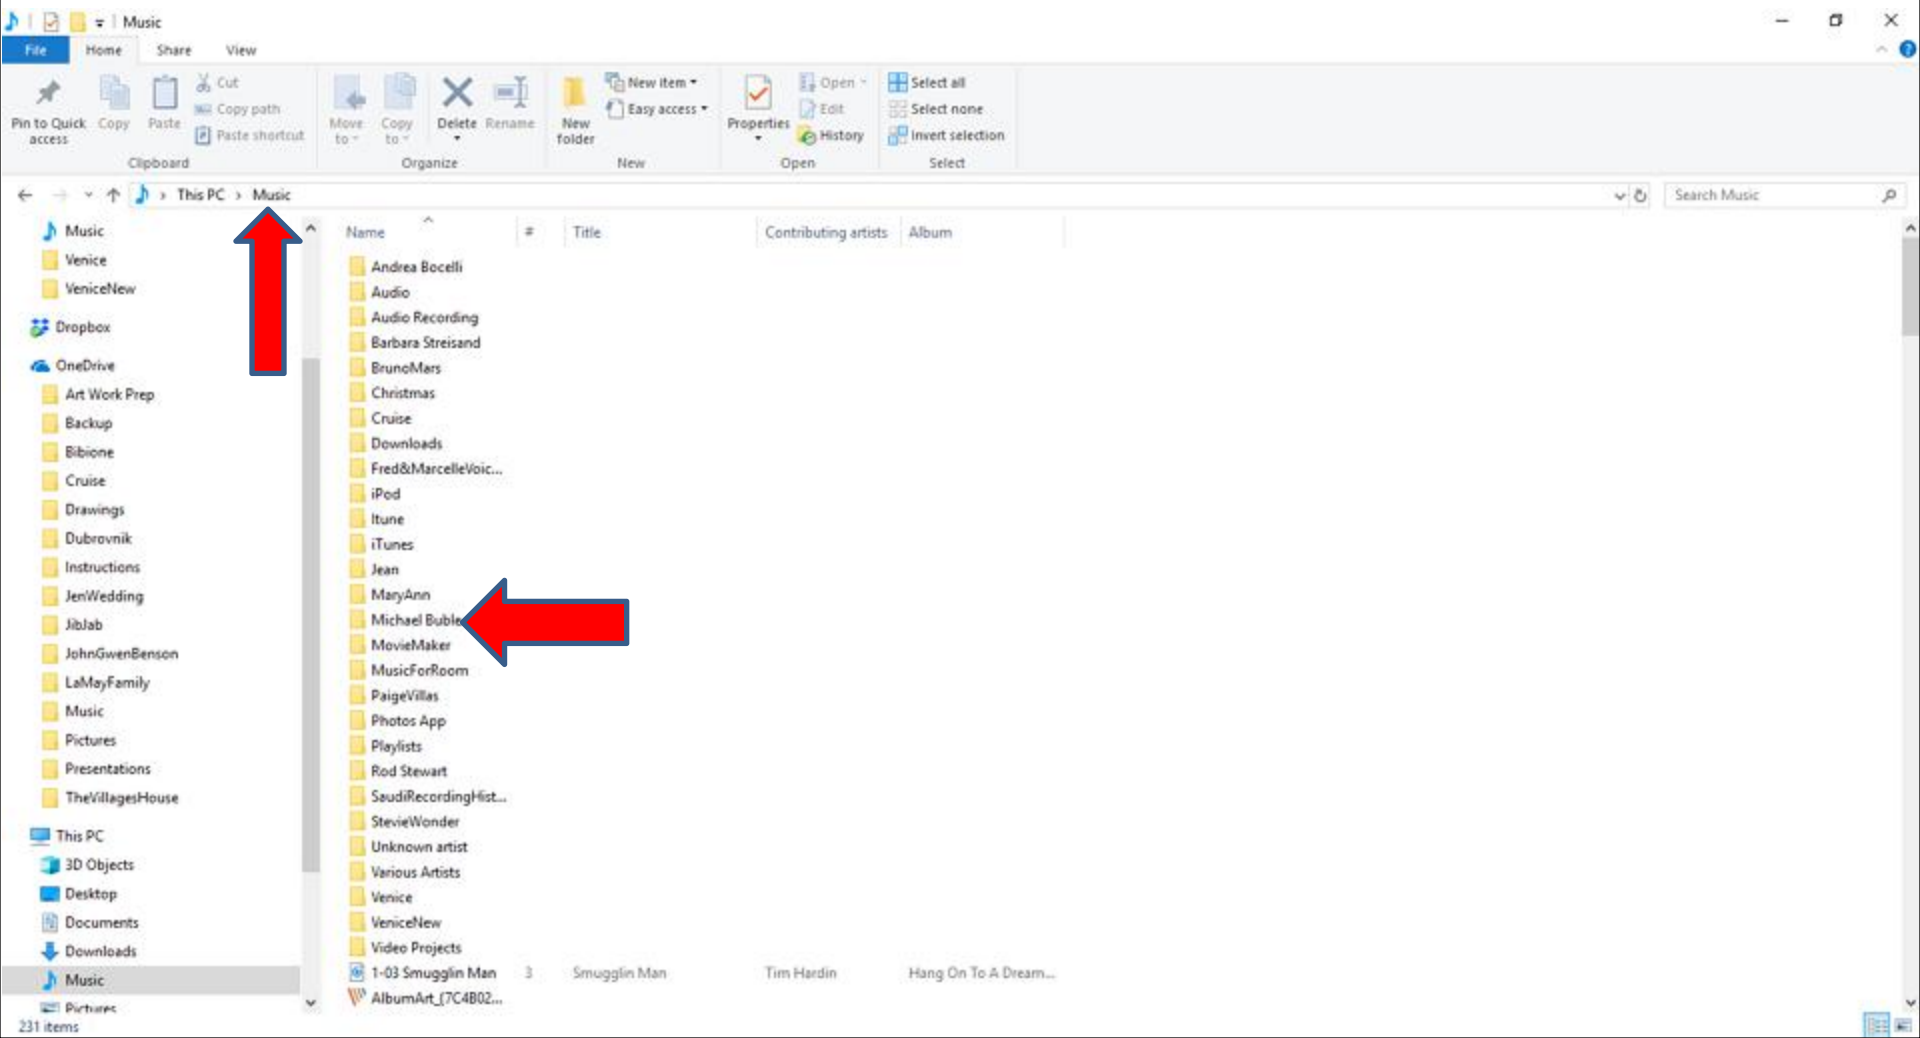 Music
File Home Share View
Pin to Quick access
Copy
Paste
Cut
Copy path
Paste shortcut
Clipboard
Move to
Copy to
Delete
Rename
Organize
New folder
New item
Easy access
New
Properties
Open
Edit
History
Open
Select all
Select none
Invert selection
Select
This PC > Music
Search Music
Music
Venice
VeniceNew
Dropbox
OneDrive
Art Work Prep
Backup
Bibione
Cruise
Drawings
Dubrovnik
Instructions
JenWedding
JibJab
JohnGwenBenson
LaMayFamily
Music
Pictures
Presentations
TheVillagesHouse
This PC
3D Objects
Desktop
Documents
Downloads
Music
Pictures
Name # Title Contributing artists Album
Andrea Bocelli
Audio
Audio Recording
Barbara Streisand
BrunoMars
Christmas
Cruise
Downloads
Fred&MarcelleVoic...
iPod
Itune
iTunes
Jean
MaryAnn
Michael Buble
MovieMaker
MusicForRoom
PaigeVillas
Photos App
Playlists
Rod Stewart
SaudiRecordingHist...
StevieWonder
Unknown artist
Various Artists
Venice
VeniceNew
Video Projects
1-03 Smugglin Man 3 Smugglin Man Tim Hardin Hang On To A Dream...
AlbumArt_{7C4B02...
231 items